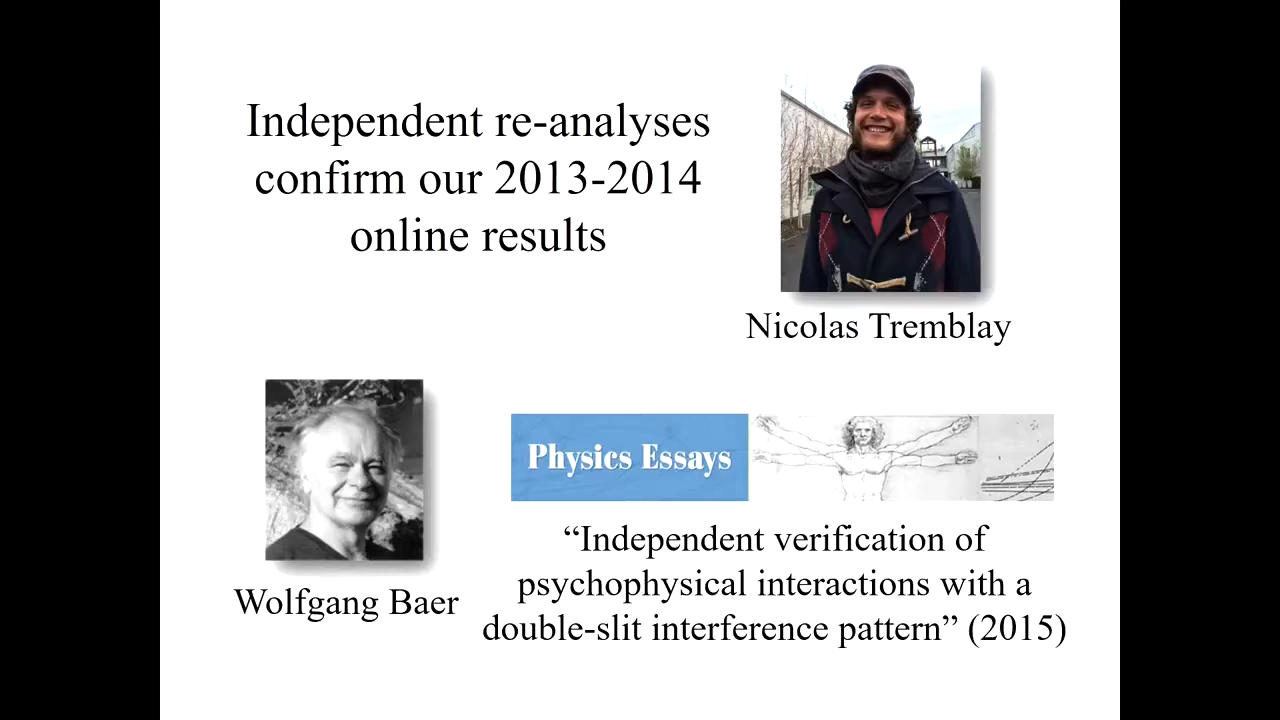 Independent re-analyses
confirm our 2013-2014
online results
Nicolas Tremblay
Wolfgang Baer
Physics Essays
“Independent verification of
psychophysical interactions with a
double-slit interference pattern” (2015)